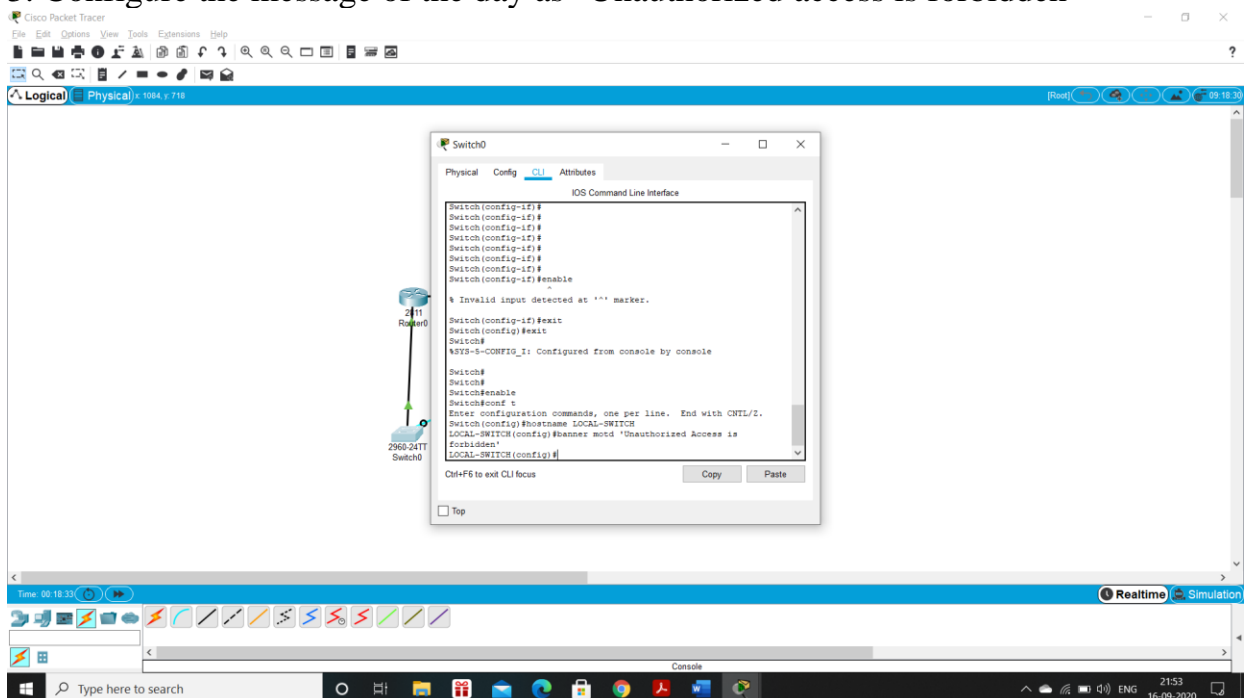 3. Configure the message of the day as "Unauthorized access is forbidden"
Cisco Packet Tracer
File Edit Options View Tools Extensions Help
?
Logical Physical x: 1084, y: 718 [Root] 09:18:30
Switch0
Physical Config CLI Attributes
IOS Command Line Interface
Switch(config-if)#
Switch(config-if)#
Switch(config-if)#
Switch(config-if)#
Switch(config-if)#
Switch(config-if)#
Switch(config-if)#
Switch(config-if)#enable
^
% Invalid input detected at '^' marker.
Switch(config-if)#exit
Switch(config)#exit
Switch#
%SYS-5-CONFIG_I: Configured from console by console
Switch#
Switch#
Switch#enable
Switch#conf t
Enter configuration commands, one per line. End with CNTL/Z.
Switch(config)#hostname LOCAL-SWITCH
LOCAL-SWITCH(config)#banner motd 'Unauthorized Access is
forbidden'
LOCAL-SWITCH(config)#
Ctrl+F6 to exit CLI focus Copy Paste
Top
2811
Router0
2960-24TT
Switch0
Time: 00:18:33 Realtime Simulation
Console
Type here to search ENG 21:53
16-09-2020